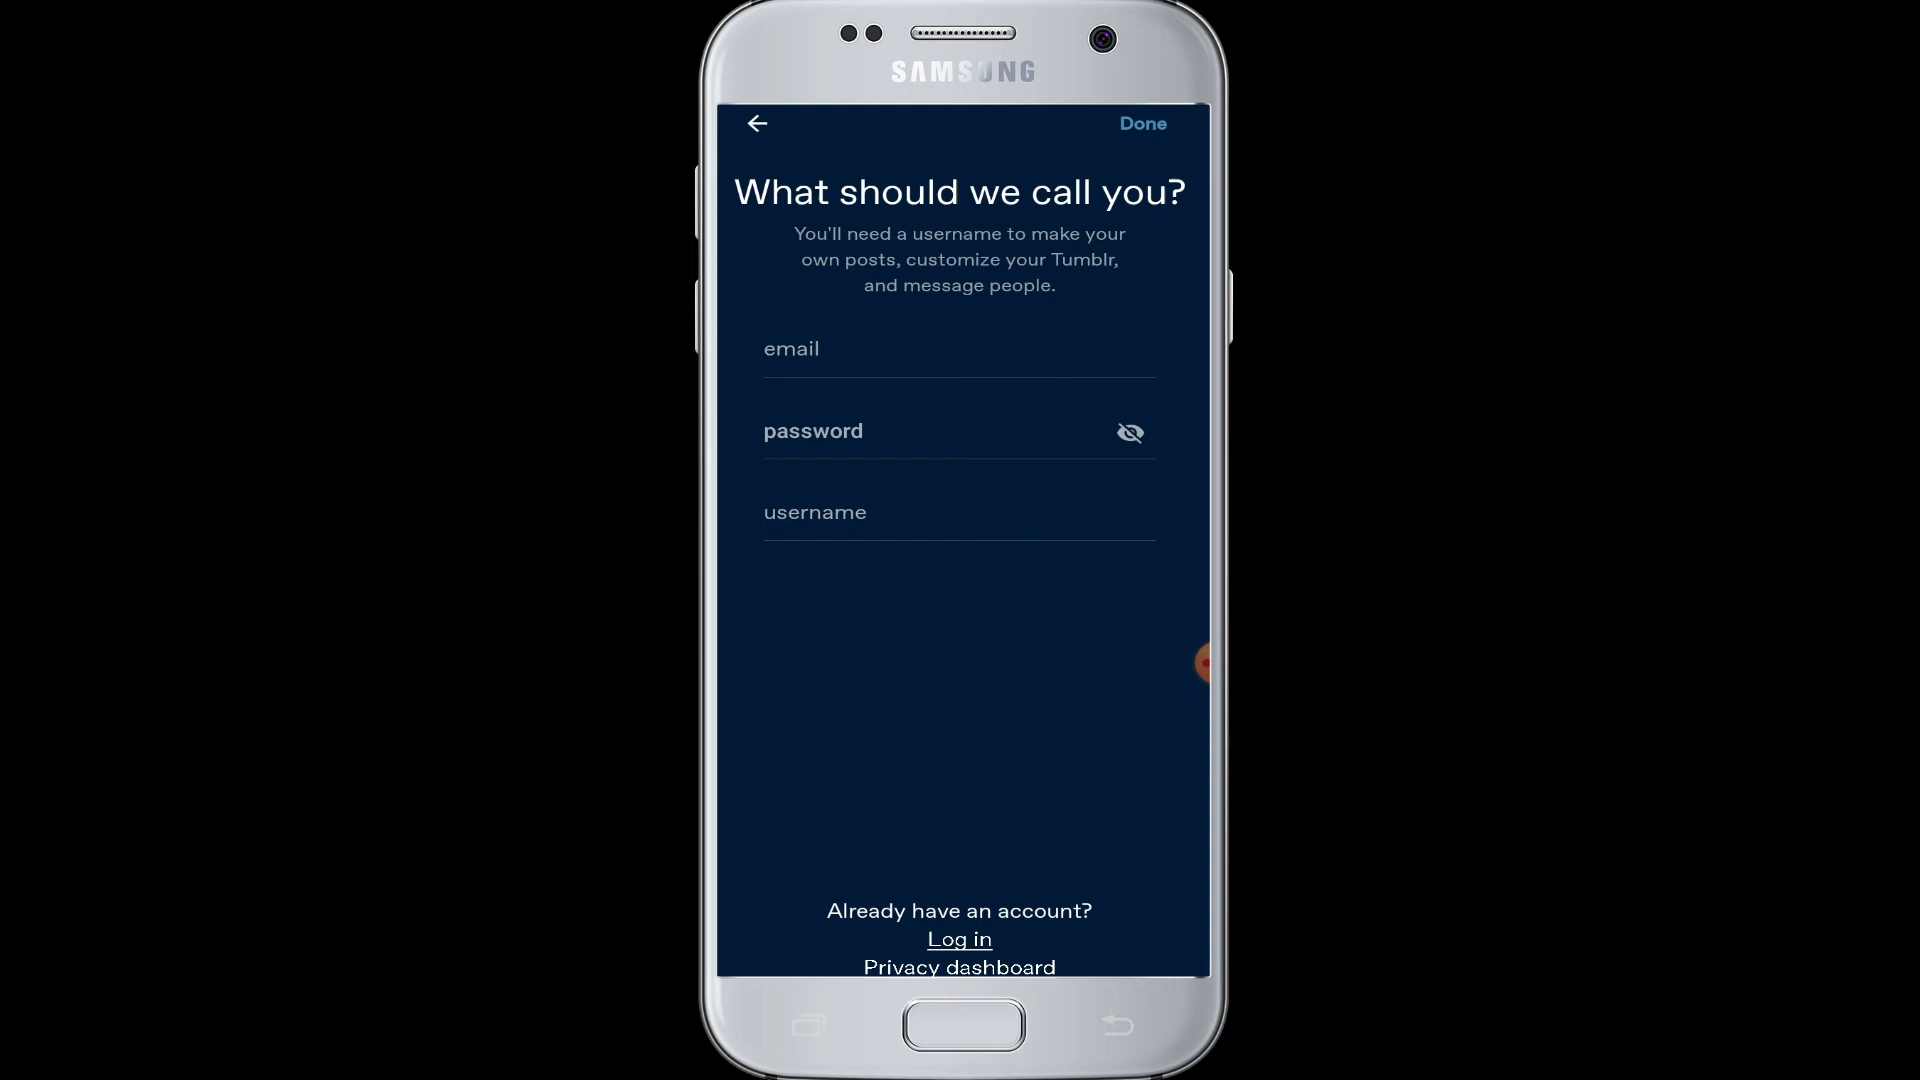 SAMSUNG
Done
What should we call you?
You'll need a username to make your
own posts, customize your Tumblr,
and message people.
email
password
username
Already have an account?
Log in
Privacy dashboard